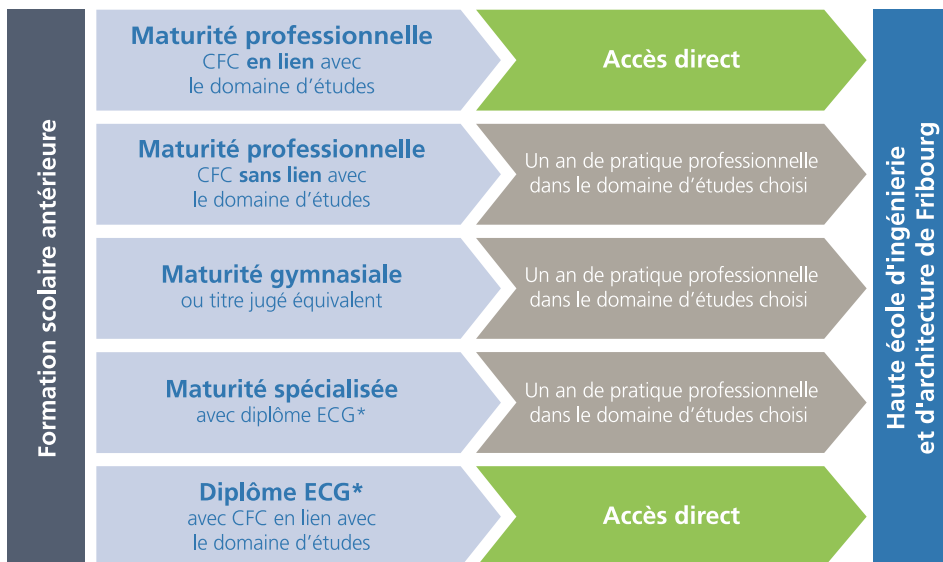 Formation scolaire antérieure
Maturité professionnelle
CFC en lien avec
le domaine d'études
Accès direct
Maturité professionnelle
CFC sans lien avec
le domaine d'études
Un an de pratique professionnelle
dans le domaine d'études choisi
Maturité gymnasiale
ou titre jugé équivalent
Un an de pratique professionnelle
dans le domaine d'études choisi
Maturité spécialisée
avec diplôme ECG*
Un an de pratique professionnelle
dans le domaine d'études choisi
Diplôme ECG*
avec CFC en lien avec
le domaine d'études
Accès direct
Haute école d'ingénierie
et d'architecture de Fribourg